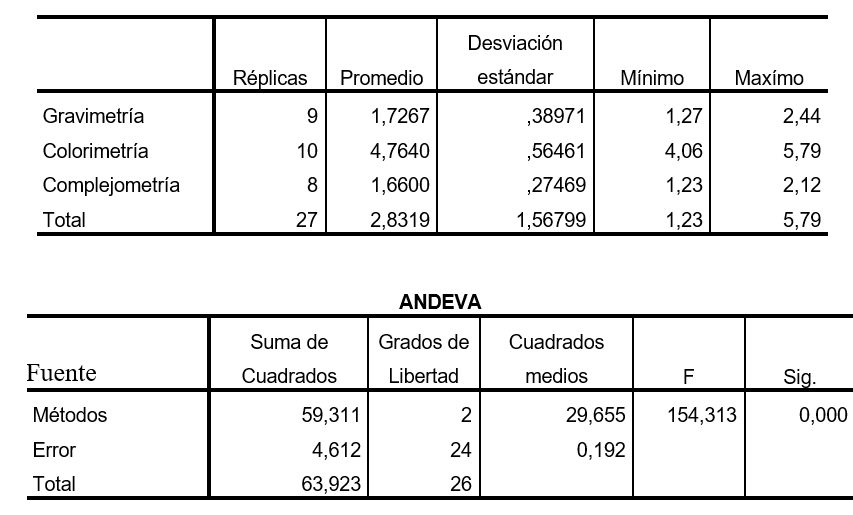 Réplicas Promedio Desviación estándar Mínimo Maxímo
Gravimetría 9 1,7267 ,38971 1,27 2,44
Colorimetría 10 4,7640 ,56461 4,06 5,79
Complejometría 8 1,6600 ,27469 1,23 2,12
Total 27 2,8319 1,56799 1,23 5,79
ANDEVA
Fuente Suma de Cuadrados Grados de Libertad Cuadrados medios F Sig.
Métodos 59,311 2 29,655 154,313 0,000
Error 4,612 24 0,192
Total 63,923 26